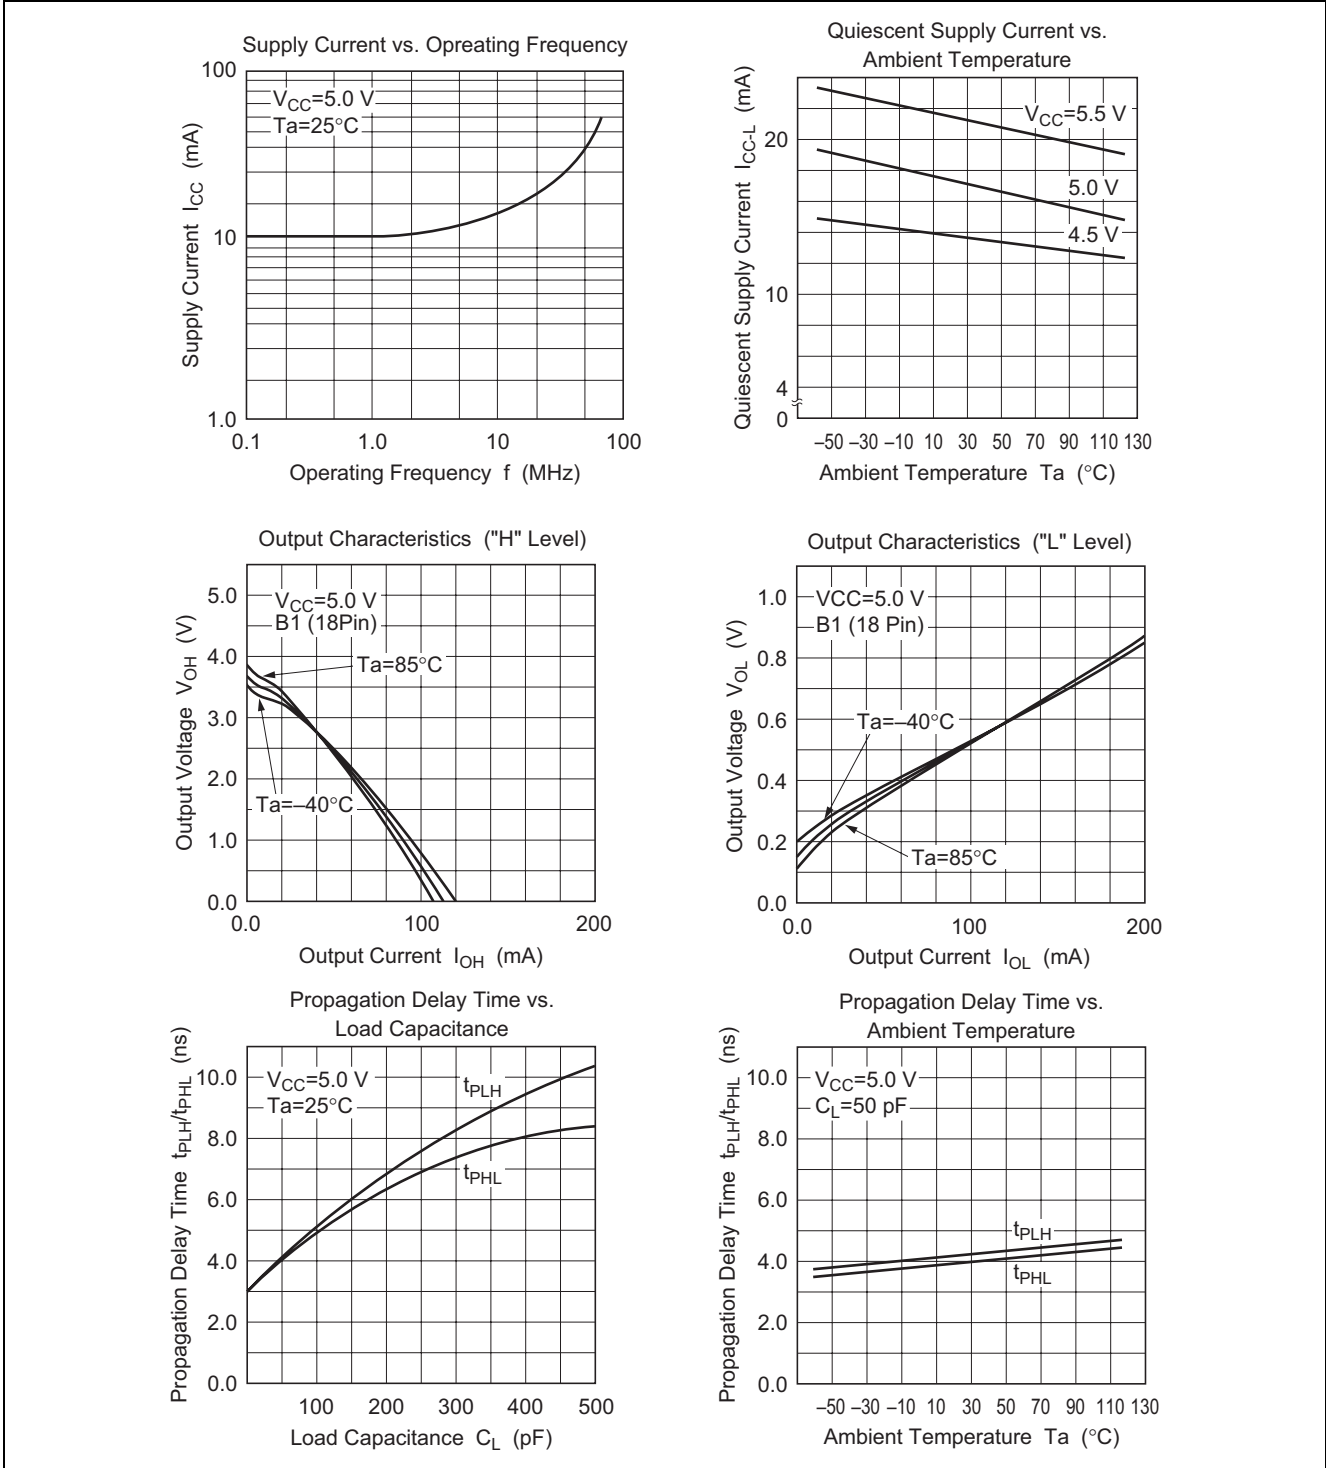 Supply Current vs. Opreating Frequency
100
10
1.0
Supply Current ICC (mA)
VCC=5.0 V
Ta=25°C
0.1 1.0 10 100
Operating Frequency f (MHz)
Quiescent Supply Current vs.
Ambient Temperature
Quiescent Supply Current ICC-L (mA)
20
10
4
0
VCC=5.5 V
5.0 V
4.5 V
–50 –30 –10 10 30 50 70 90 110 130
Ambient Temperature Ta (°C)
Output Characteristics ("H" Level)
Output Voltage VOH (V)
5.0
4.0
3.0
2.0
1.0
0.0
VCC=5.0 V
B1 (18Pin)
Ta=85°C
Ta=–40°C
0.0 100 200
Output Current IOH (mA)
Output Characteristics ("L" Level)
Output Voltage VOL (V)
1.0
0.8
0.6
0.4
0.2
0.0
VCC=5.0 V
B1 (18 Pin)
Ta=–40°C
Ta=85°C
0.0 100 200
Output Current IOL (mA)
Propagation Delay Time vs.
Load Capacitance
Propagation Delay Time tPLH/tPHL (ns)
10.0
8.0
6.0
4.0
2.0
0.0
VCC=5.0 V
Ta=25°C
tPLH
tPHL
100 200 300 400 500
Load Capacitance CL (pF)
Propagation Delay Time vs.
Ambient Temperature
Propagation Delay Time tPLH/tPHL (ns)
10.0
8.0
6.0
4.0
2.0
0.0
VCC=5.0 V
CL=50 pF
tPLH
tPHL
–50 –30 –10 10 30 50 70 90 110 130
Ambient Temperature Ta (°C)